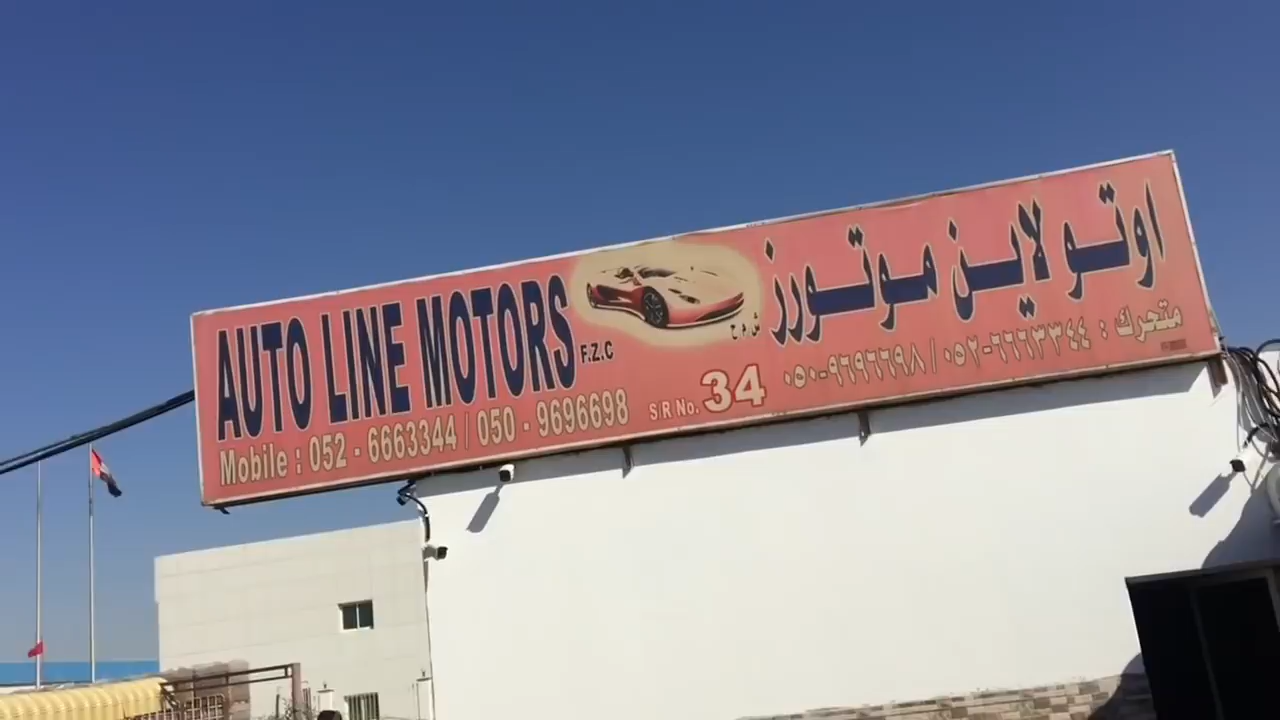 AUTO LINE MOTORS F.Z.C
اوتو لاين موتورز ش م ح
Mobile : 052 - 6663344 / 050 - 9696698
S/R No. 34
متحرك : ٠٥٢-٦٦٦٣٣٤٤ / ٠٥٠-٩٦٩٦٦٩٨